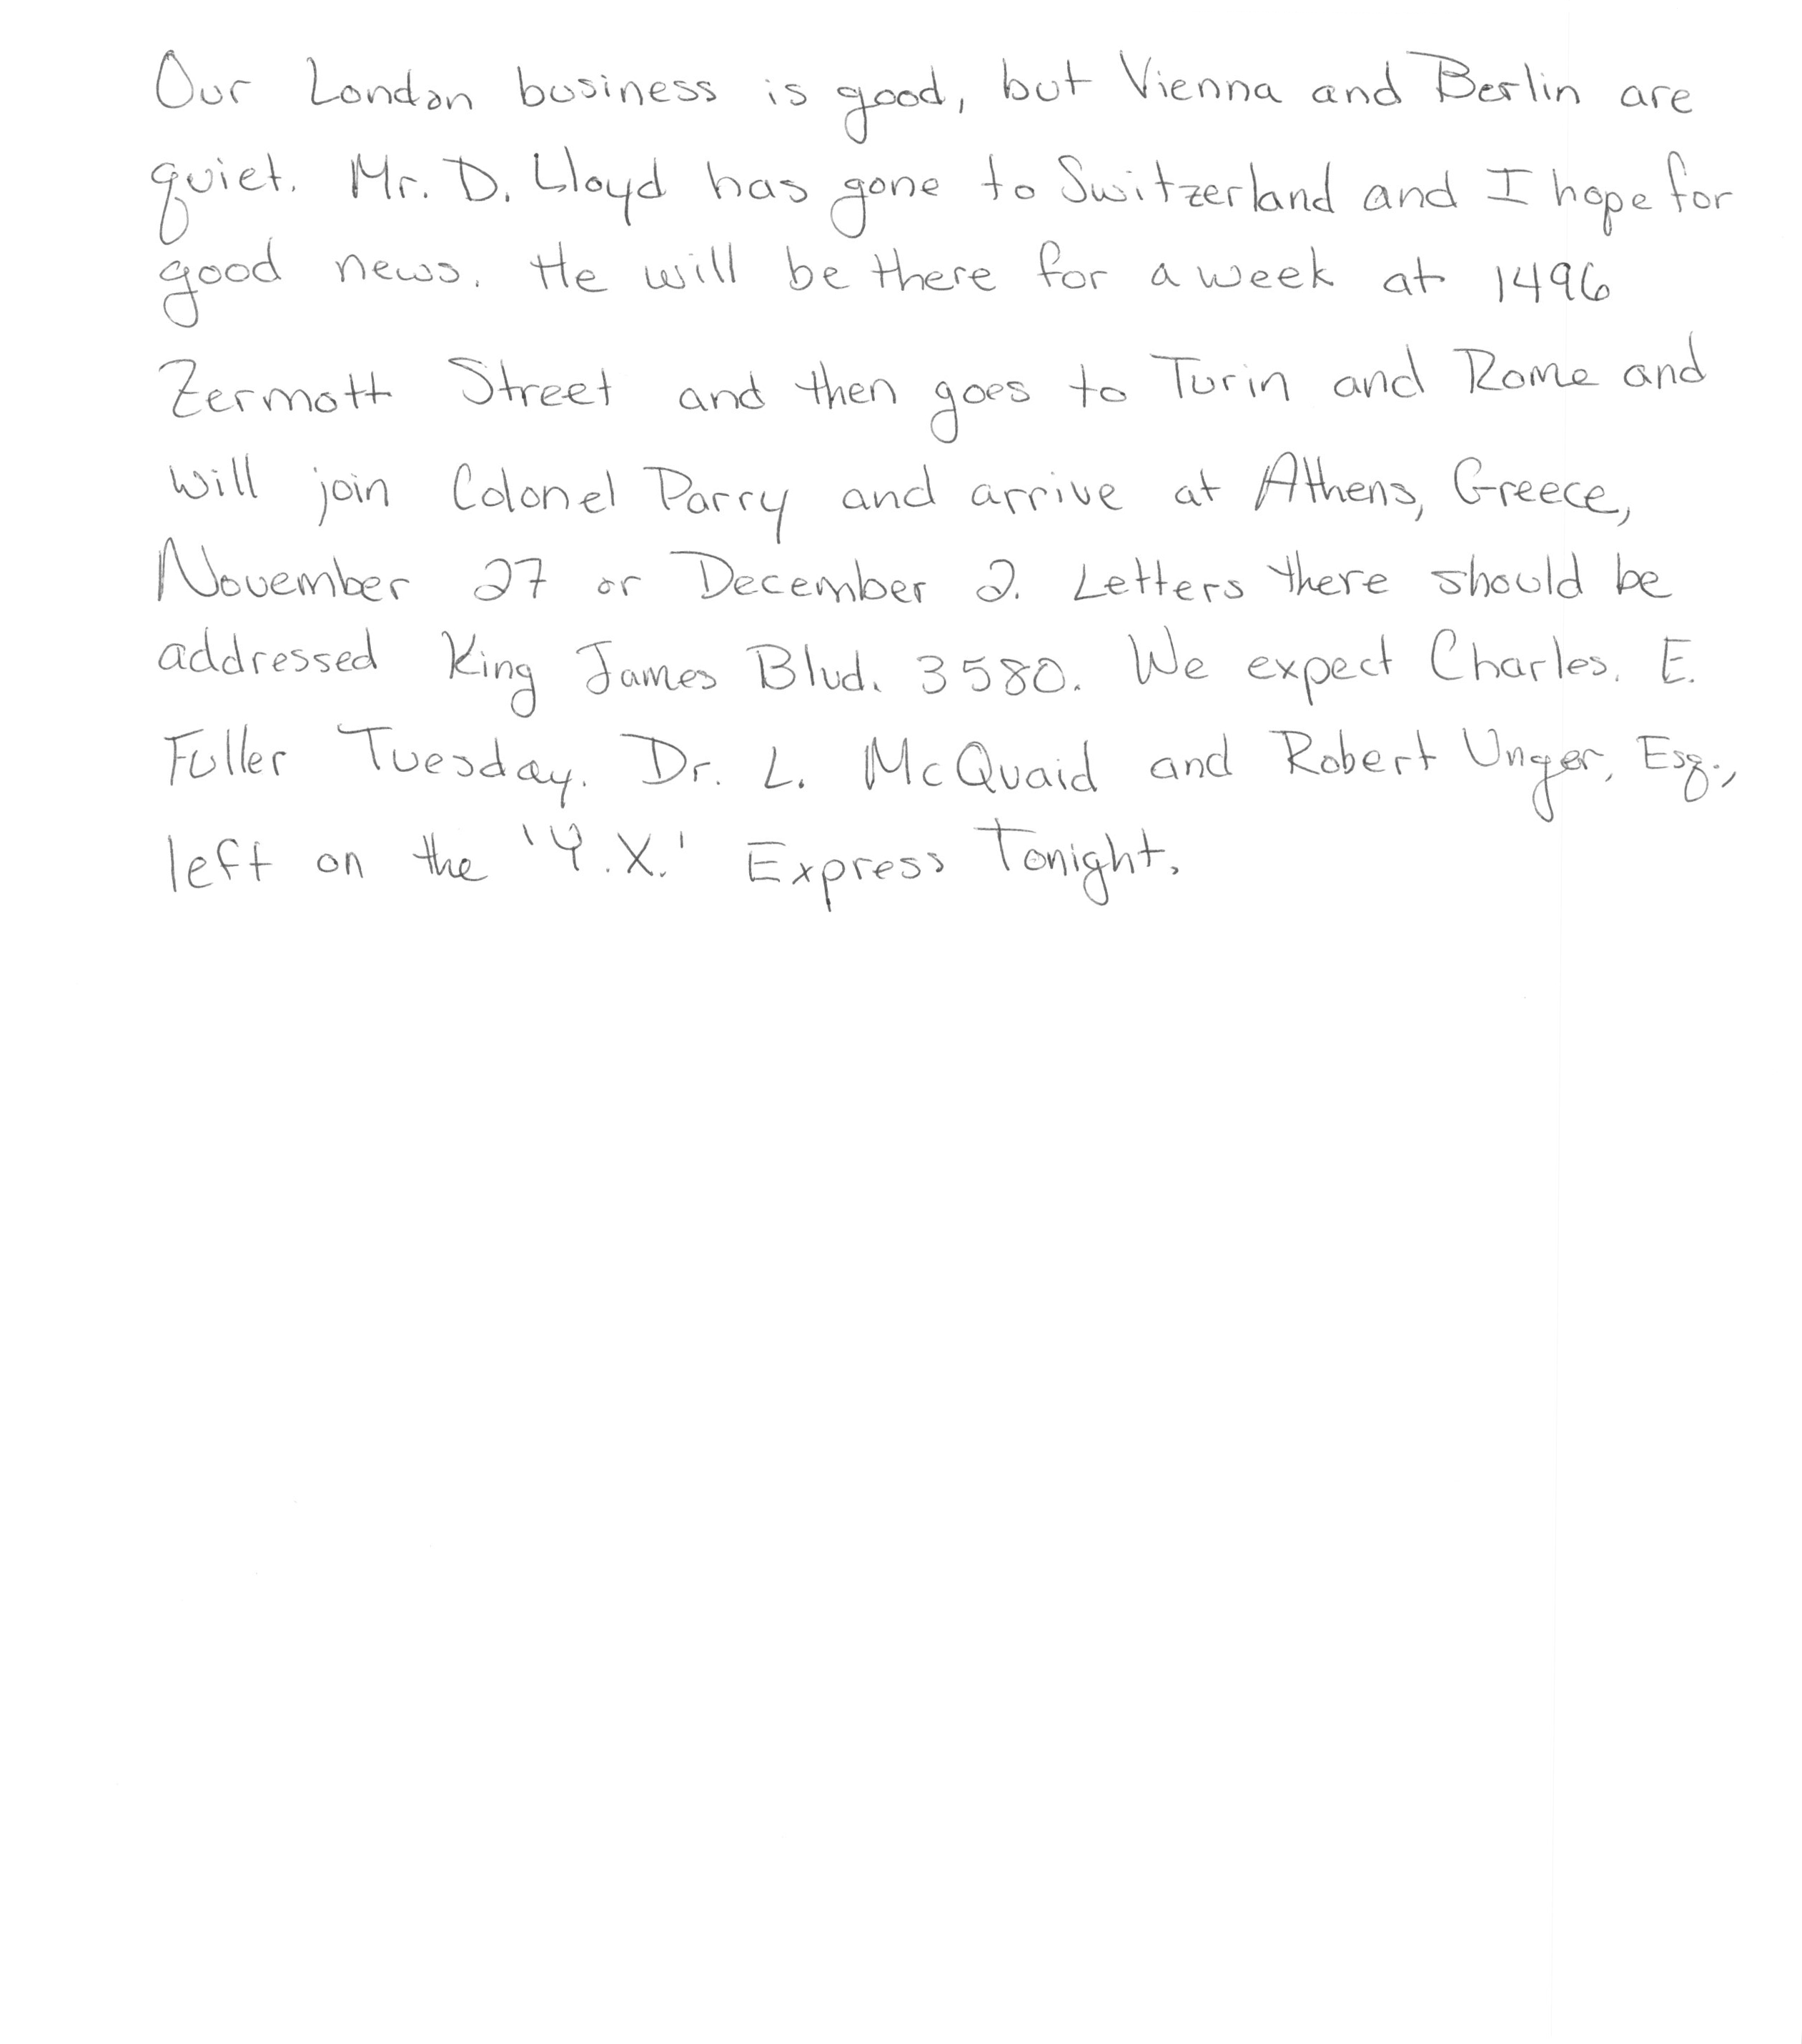 Our London business is good, but Vienna and Berlin are
quiet. Mr. D. Lloyd has gone to Switzerland and I hope for
good news. He will be there for a week at 1496
Zermott Street and then goes to Turin and Rome and
will join Colonel Parry and arrive at Athens, Greece,
November 27 or December 2. Letters there should be
addressed King James Blvd. 3580. We expect Charles. E.
Fuller Tuesday. Dr. L. McQuaid and Robert Unger, Esq.,
left on the 'Y.X.' Express Tonight.